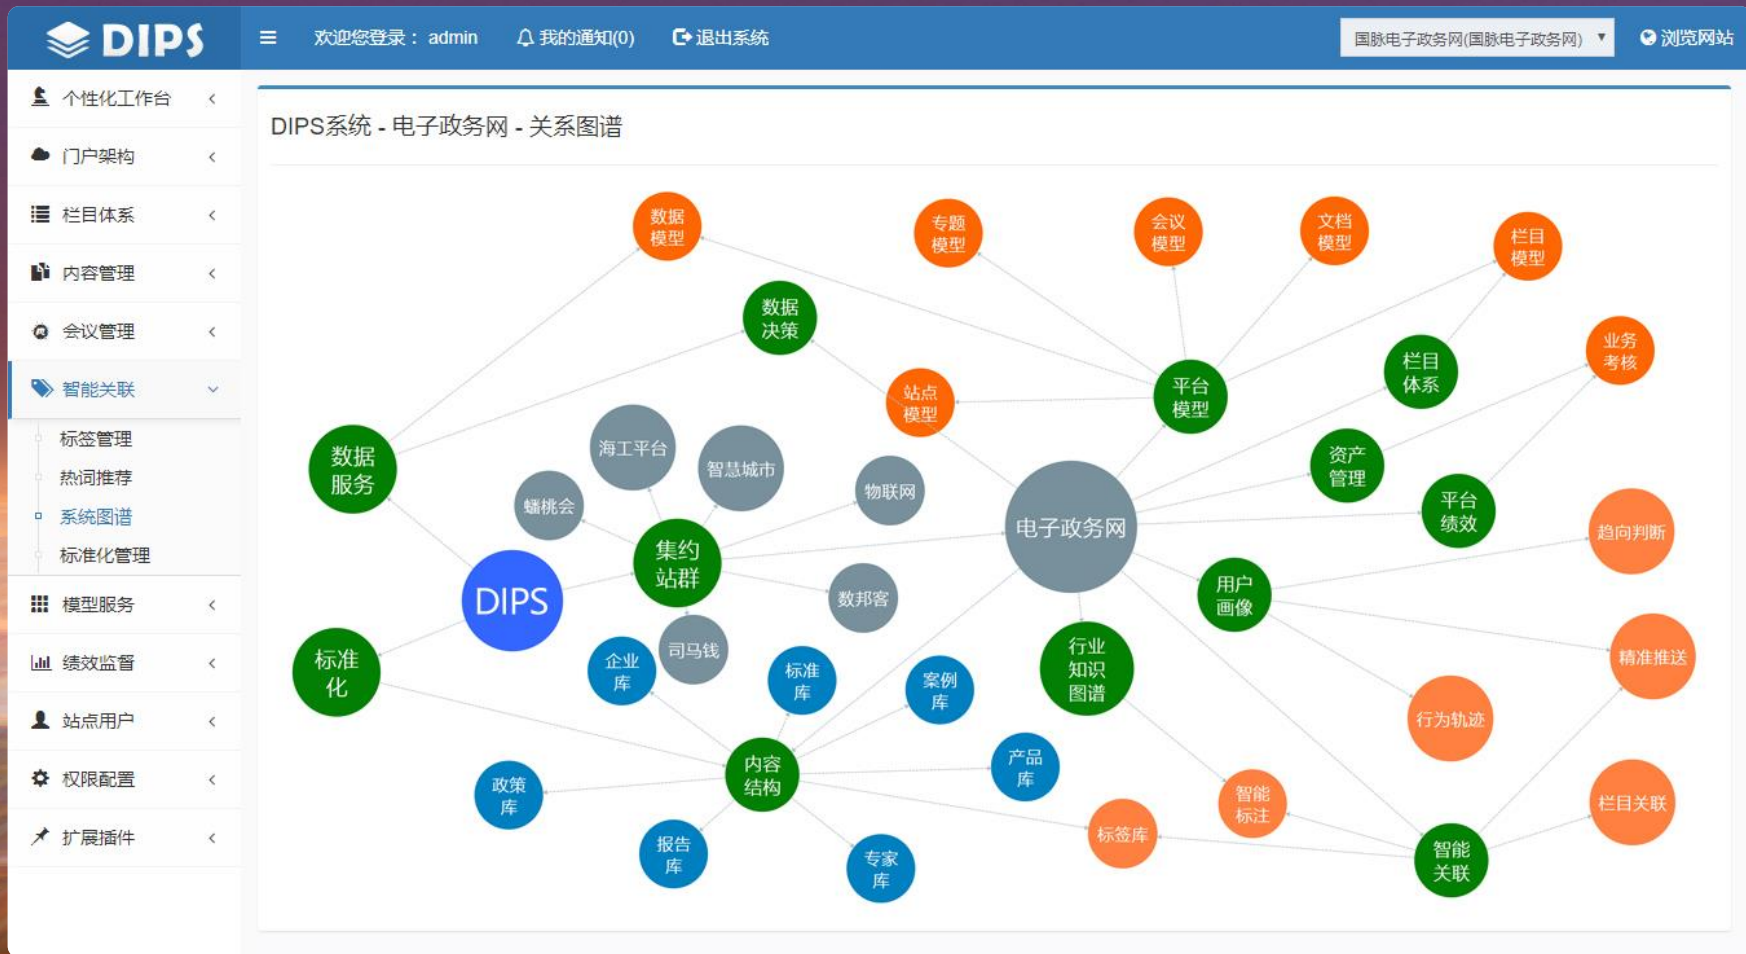 DIPS
欢迎您登录： admin
我的通知(0)
退出系统
国脉电子政务网(国脉电子政务网)
浏览网站
个性化工作台
门户架构
栏目体系
内容管理
会议管理
智能关联
标签管理
热词推荐
系统图谱
标准化管理
模型服务
绩效监督
站点用户
权限配置
扩展插件
DIPS系统 - 电子政务网 - 关系图谱
数据
模型
专题
模型
会议
模型
文档
模型
栏目
模型
数据
决策
业务
考核
栏目
体系
平台
模型
站点
模型
海工平台
智慧城市
数据
服务
资产
管理
物联网
蟠桃会
平台
绩效
电子政务网
趋向判断
集约
站群
用户
画像
DIPS
数邦客
司马钱
标准
化
企业
库
标准
库
案例
库
行业
知识
图谱
精准推送
行为轨迹
内容
结构
产品
库
政策
库
智能
标注
栏目关联
标签库
报告
库
专家
库
智能
关联